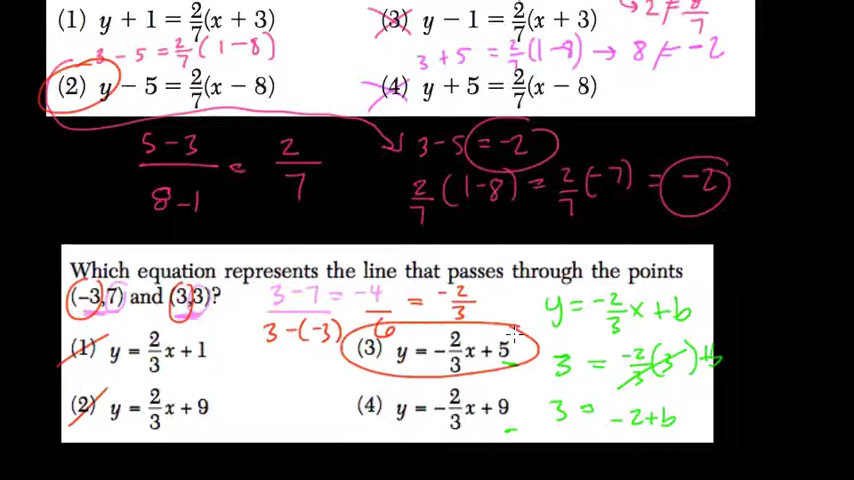 (1) y + 1 = 2/7(x + 3)
(3) y − 1 = 2/7(x + 3)
→ 2 ≠ 8/7
3 - 5 = 2/7 (1-8)
3 + 5 = 2/7 (1-8) → 8 ≠ -2
(2) y − 5 = 2/7(x − 8)
(4) y + 5 = 2/7(x − 8)
5-3/8-1 = 2/7
3-5 = -2
2/7 (1-8) = 2/7 (-7) = -2
Which equation represents the line that passes through the points
(−3,7) and (3,3)?
3-7/3-(-3) = -4/6 = -2/3
y = -2/3 x + b
(1) y = 2/3x + 1
(3) y = −2/3x + 5
3 = -2/3 (3) + b
(2) y = 2/3x + 9
(4) y = −2/3x + 9
3 = -2+b